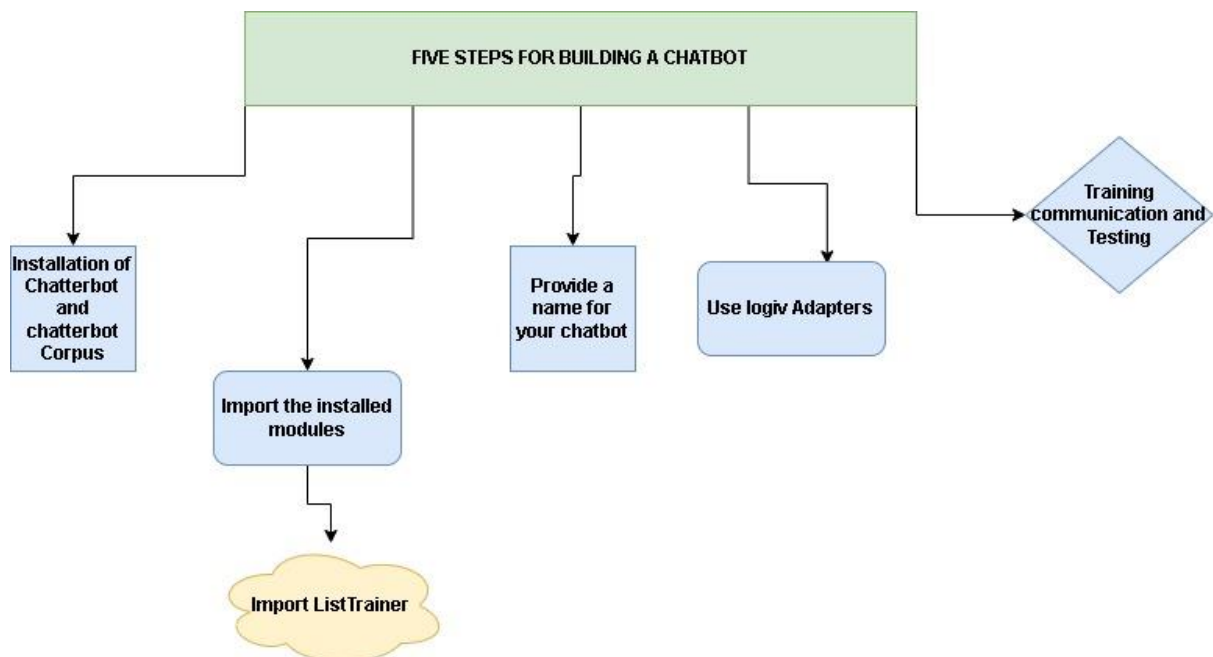 FIVE STEPS FOR BUILDING A CHATBOT
Installation of
Chatterbot
and
chatterbot
Corpus
Import the installed
modules
Import ListTrainer
Provide a
name for
your chatbot
Use logiv Adapters
Training
communication and
Testing